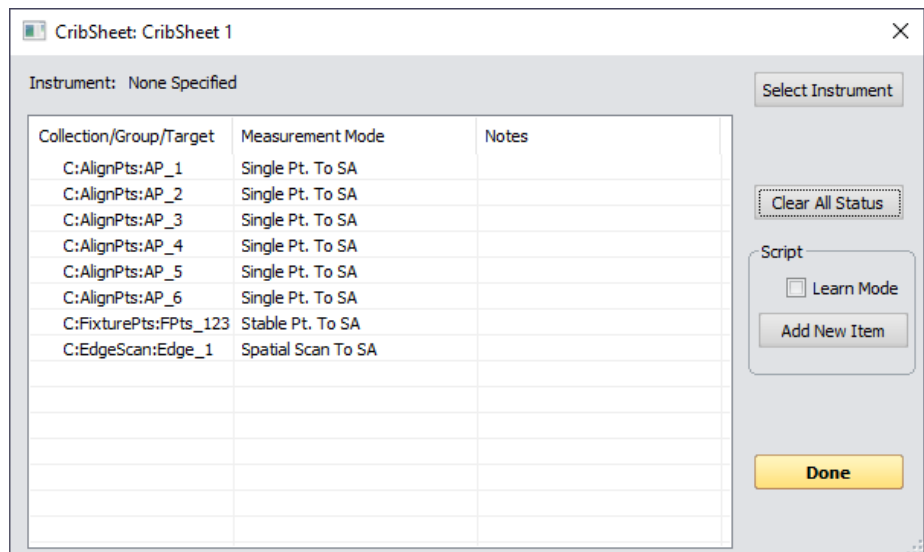 CribSheet: CribSheet 1
Instrument: None Specified
Select Instrument
Collection/Group/Target Measurement Mode Notes
C:AlignPts:AP_1 Single Pt. To SA
C:AlignPts:AP_2 Single Pt. To SA
C:AlignPts:AP_3 Single Pt. To SA
C:AlignPts:AP_4 Single Pt. To SA
C:AlignPts:AP_5 Single Pt. To SA
C:AlignPts:AP_6 Single Pt. To SA
C:FixturePts:FPts_123 Stable Pt. To SA
C:EdgeScan:Edge_1 Spatial Scan To SA
Clear All Status
Script
Learn Mode
Add New Item
Done